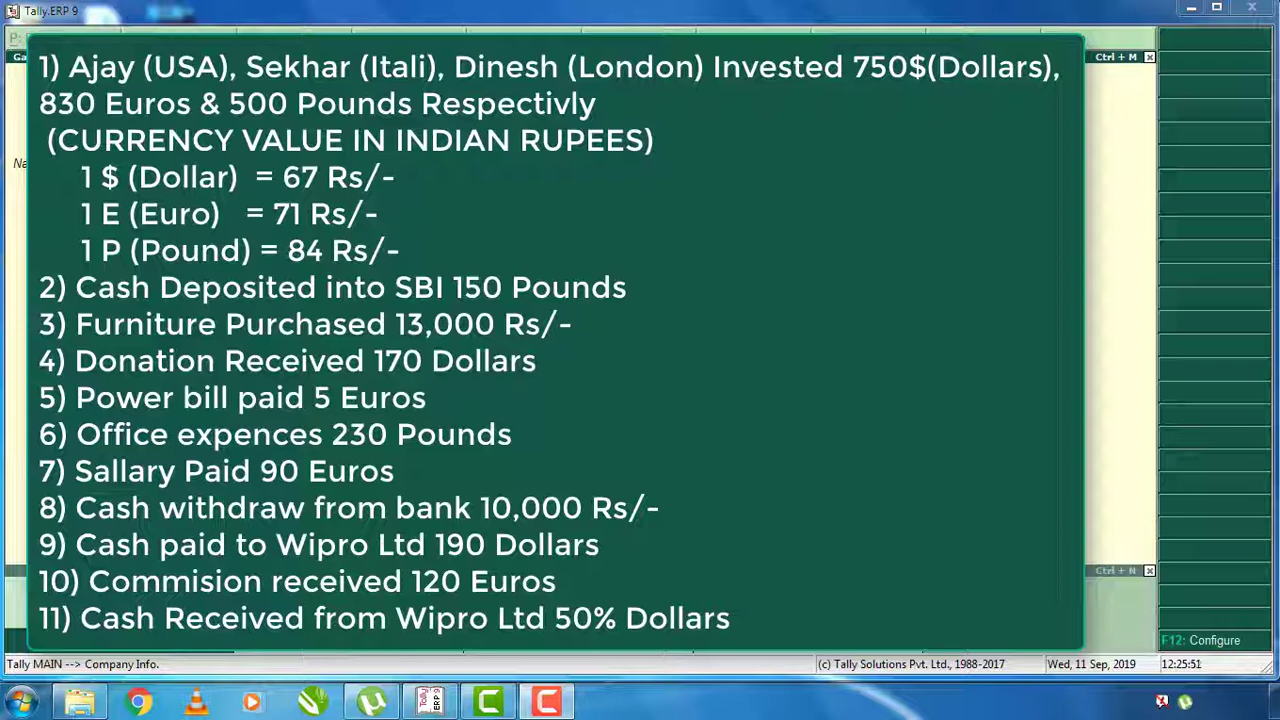 Tally.ERP 9
P:
Ga
Ctrl + M
1) Ajay (USA), Sekhar (Itali), Dinesh (London) Invested 750$(Dollars),
830 Euros & 500 Pounds Respectivly
(CURRENCY VALUE IN INDIAN RUPEES)
Na
1 $ (Dollar) = 67 Rs/-
1 E (Euro) = 71 Rs/-
1 P (Pound) = 84 Rs/-
2) Cash Deposited into SBI 150 Pounds
3) Furniture Purchased 13,000 Rs/-
4) Donation Received 170 Dollars
5) Power bill paid 5 Euros
6) Office expences 230 Pounds
7) Sallary Paid 90 Euros
8) Cash withdraw from bank 10,000 Rs/-
9) Cash paid to Wipro Ltd 190 Dollars
Ctrl + N
10) Commision received 120 Euros
11) Cash Received from Wipro Ltd 50% Dollars
F12: Configure
Tally MAIN --> Company Info.
(c) Tally Solutions Pvt. Ltd., 1988-2017
Wed, 11 Sep, 2019
12:25:51